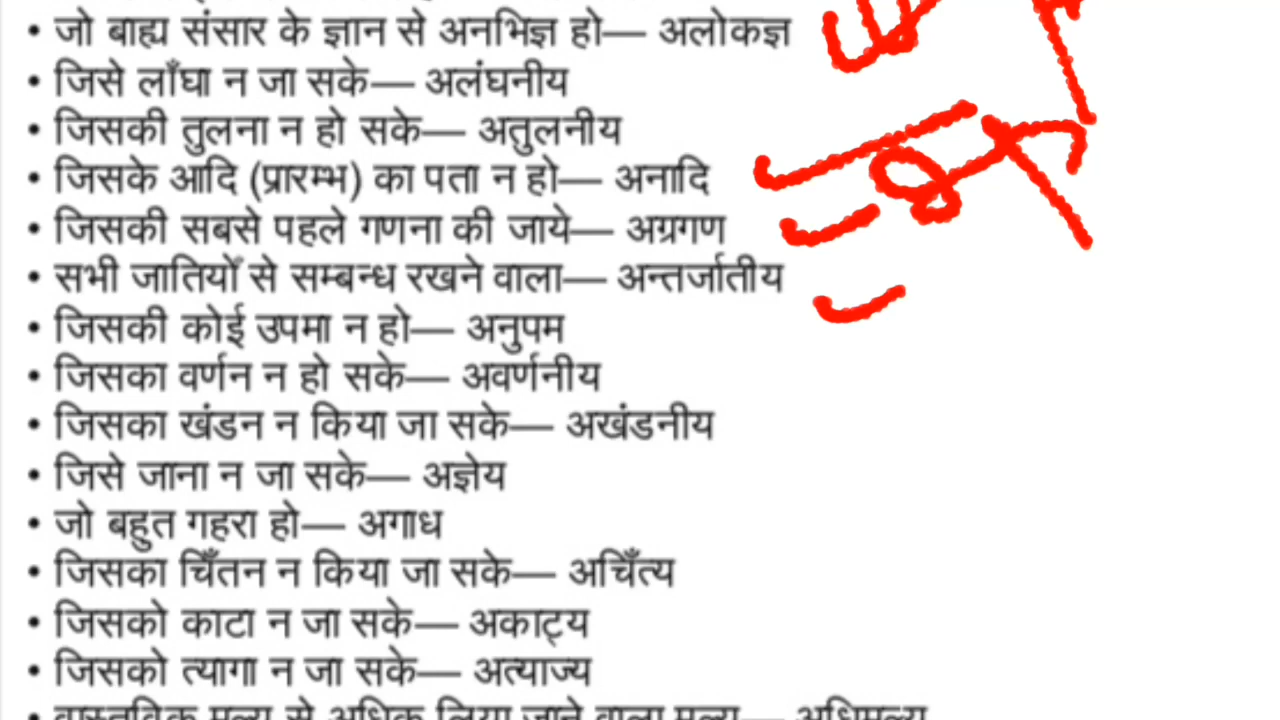 • जो बाह्य संसार के ज्ञान से अनभिज्ञ हो— अलोकज्ञ
• जिसे लाँघा न जा सके— अलंघनीय
• जिसकी तुलना न हो सके— अतुलनीय
• जिसके आदि (प्रारम्भ) का पता न हो— अनादि
• जिसकी सबसे पहले गणना की जाये— अग्रगण
• सभी जातियोँ से सम्बन्ध रखने वाला— अन्तर्जातीय
• जिसकी कोई उपमा न हो— अनुपम
• जिसका वर्णन न हो सके— अवर्णनीय
• जिसका खंडन न किया जा सके— अखंडनीय
• जिसे जाना न जा सके— अज्ञेय
• जो बहुत गहरा हो— अगाध
• जिसका चिँतन न किया जा सके— अचिँत्य
• जिसको काटा न जा सके— अकाट्य
• जिसको त्यागा न जा सके— अत्याज्य
• वास्तविक मूल्य से अधिक लिया जाने वाला मूल्य— अधिमूल्य